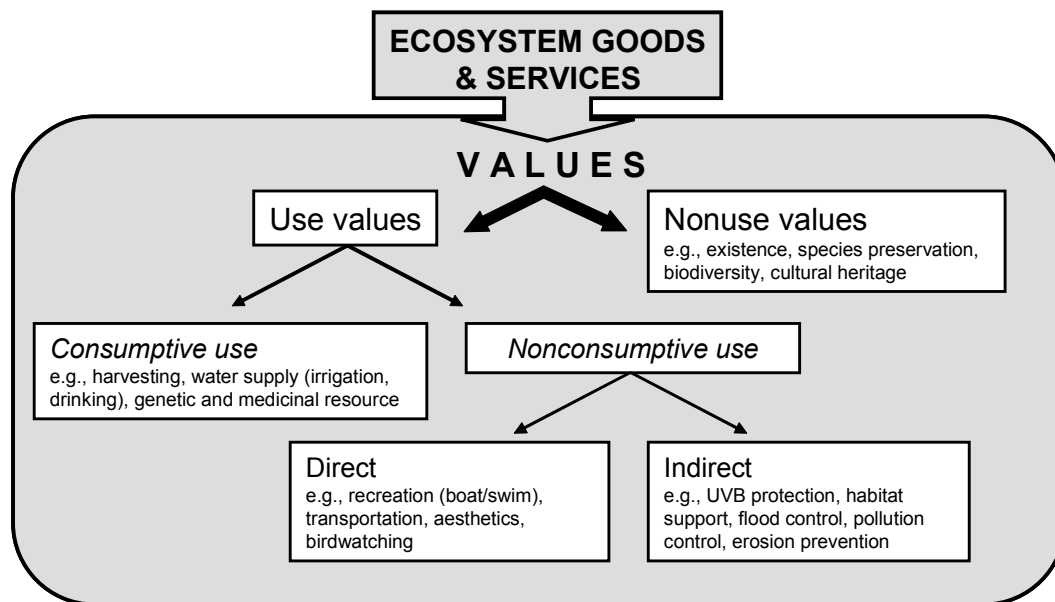 ECOSYSTEM GOODS
& SERVICES
V A L U E S
Use values
Nonuse values
e.g., existence, species preservation,
biodiversity, cultural heritage
Consumptive use
e.g., harvesting, water supply (irrigation,
drinking), genetic and medicinal resource
Nonconsumptive use
Direct
e.g., recreation (boat/swim),
transportation, aesthetics,
birdwatching
Indirect
e.g., UVB protection, habitat
support, flood control, pollution
control, erosion prevention